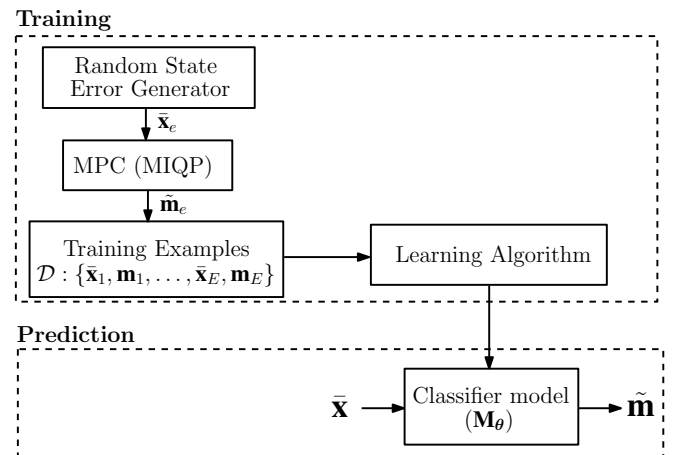 Training
Random State
Error Generator
x̄ₑ
MPC (MIQP)
m̃ₑ
Training Examples
𝒟 : {x̄₁, m₁, . . . , x̄_E, m_E}
Learning Algorithm
Prediction
x̄
Classifier model
(M_θ)
m̃